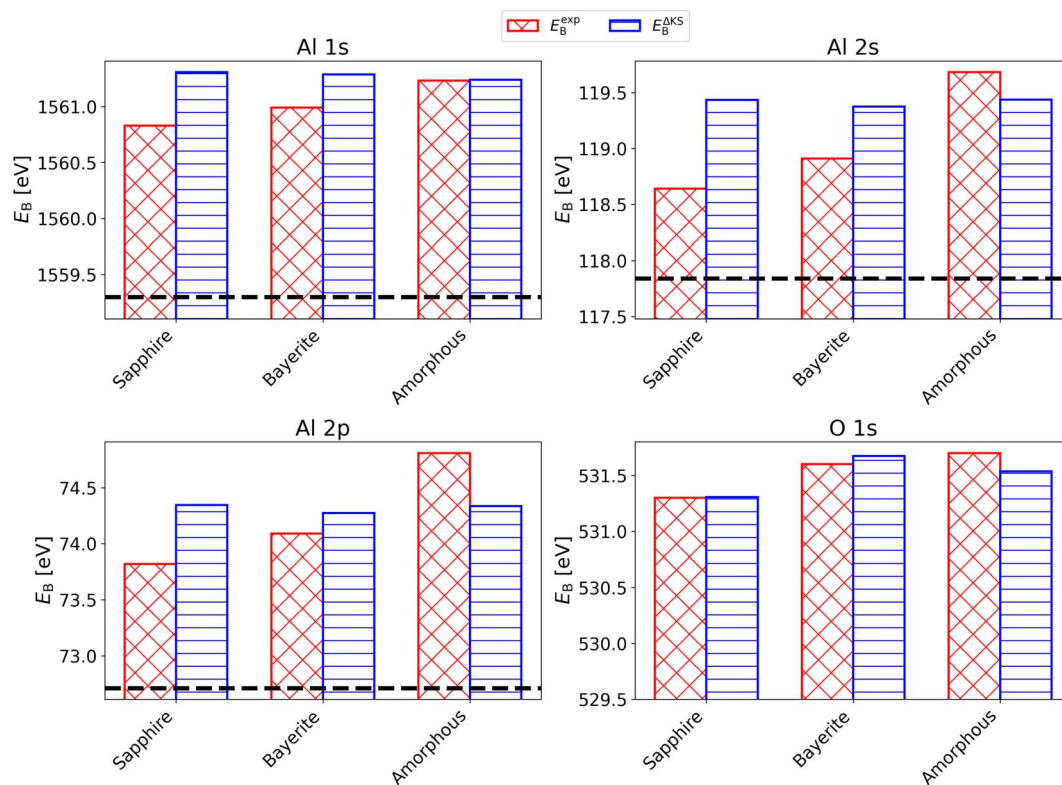 E_B^exp E_B^ΔKS
Al 1s
E_B [eV]
1561.0
1560.5
1560.0
1559.5
Sapphire
Bayerite
Amorphous
Al 2s
E_B [eV]
119.5
119.0
118.5
118.0
117.5
Sapphire
Bayerite
Amorphous
Al 2p
E_B [eV]
74.5
74.0
73.5
73.0
Sapphire
Bayerite
Amorphous
O 1s
E_B [eV]
531.5
531.0
530.5
530.0
529.5
Sapphire
Bayerite
Amorphous